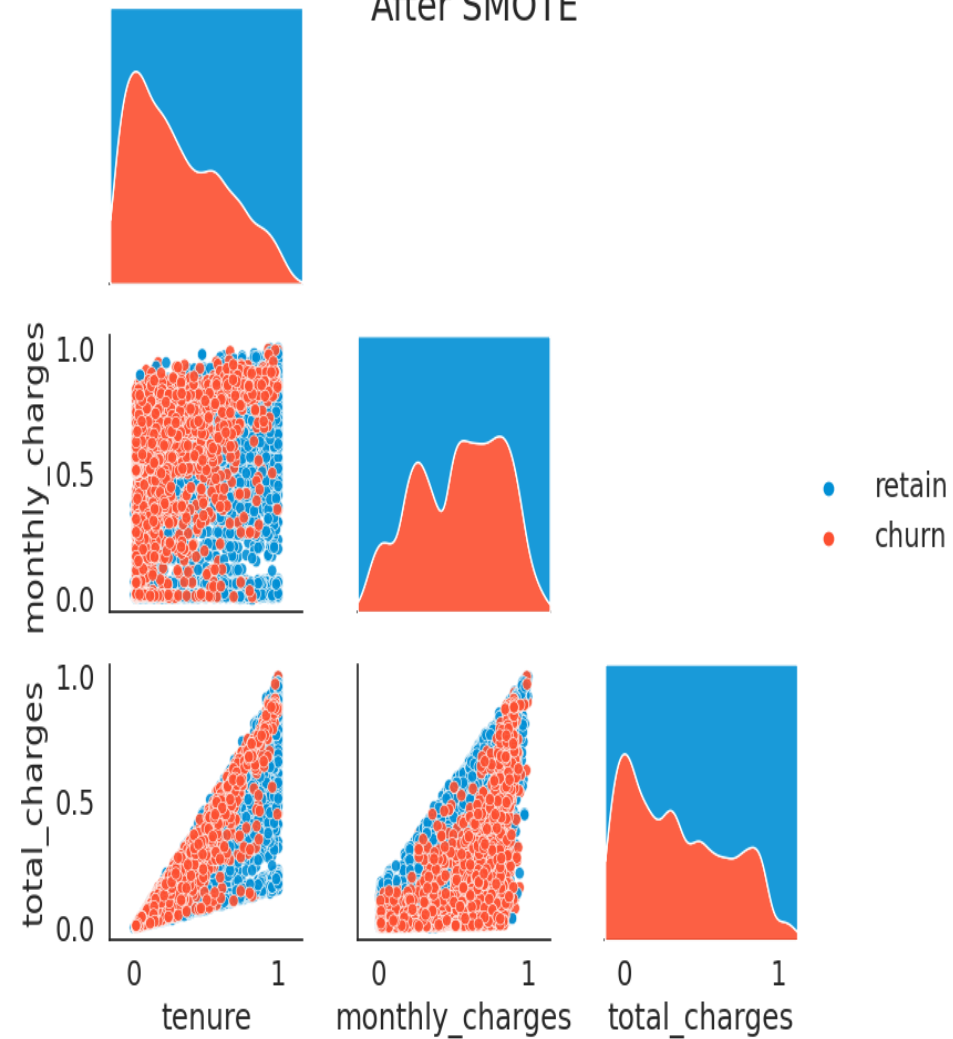 After SMOTE
monthly_charges
1.0
0.5
0.0
retain
churn
total_charges
1.0
0.5
0.0
0 1 0 1 0 1
tenure monthly_charges total_charges